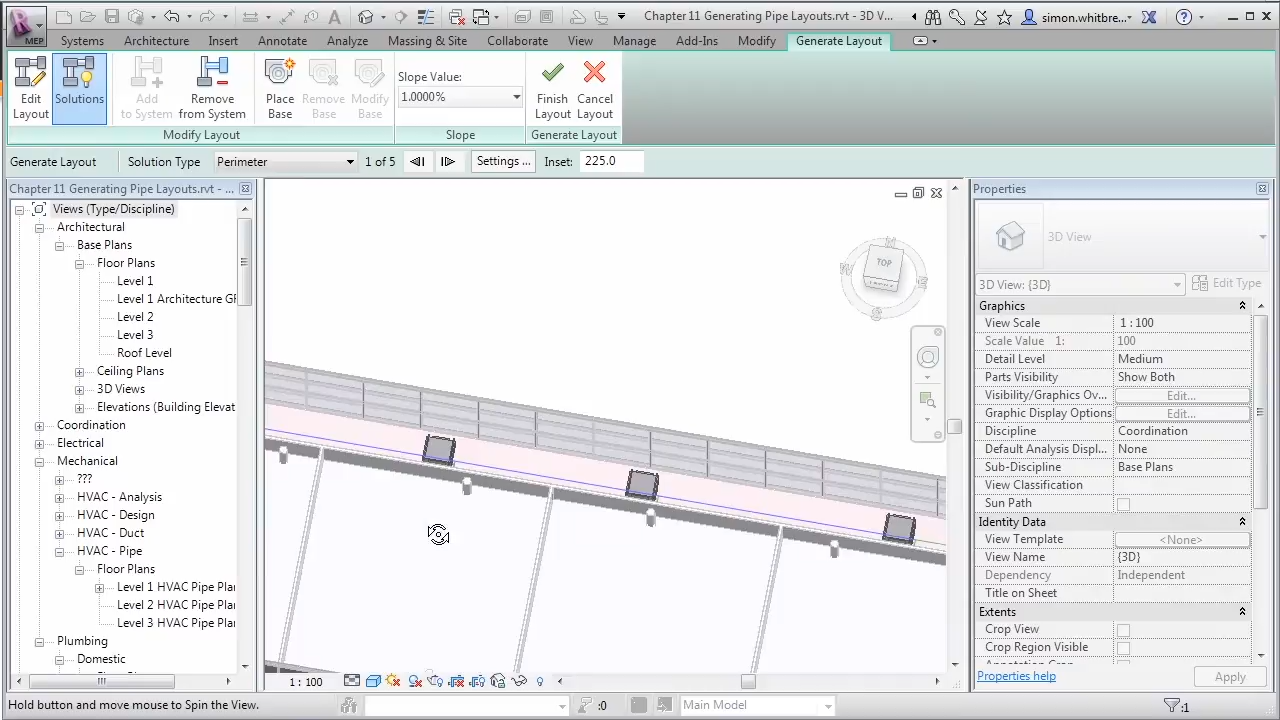 Chapter 11 Generating Pipe Layouts.rvt - 3D V...
simon.whitbre...
MEP
Systems Architecture Insert Annotate Analyze Massing & Site Collaborate View Manage Add-Ins Modify Generate Layout
Edit Layout
Solutions
Add to System
Remove from System
Place Base
Remove Base
Modify Base
Slope Value:
1.0000%
Finish Layout
Cancel Layout
Modify Layout
Slope
Generate Layout
Generate Layout Solution Type Perimeter 1 of 5 Settings ... Inset: 225.0
Chapter 11 Generating Pipe Layouts.rvt - ...
Views (Type/Discipline)
Architectural
Base Plans
Floor Plans
Level 1
Level 1 Architecture GF
Level 2
Level 3
Roof Level
Ceiling Plans
3D Views
Elevations (Building Elevat
Coordination
Electrical
Mechanical
???
HVAC - Analysis
HVAC - Design
HVAC - Duct
HVAC - Pipe
Floor Plans
Level 1 HVAC Pipe Plan
Level 2 HVAC Pipe Plan
Level 3 HVAC Pipe Plan
Plumbing
Domestic
TOP
Properties
3D View
3D View: {3D}
Edit Type
Graphics
View Scale 1 : 100
Scale Value 1: 100
Detail Level Medium
Parts Visibility Show Both
Visibility/Graphics Ov... Edit...
Graphic Display Options Edit...
Discipline Coordination
Default Analysis Displ... None
Sub-Discipline Base Plans
View Classification
Sun Path
Identity Data
View Template <None>
View Name {3D}
Dependency Independent
Title on Sheet
Extents
Crop View
Crop Region Visible
Properties help
Apply
1 : 100
Hold button and move mouse to Spin the View.
:0
Main Model
:1